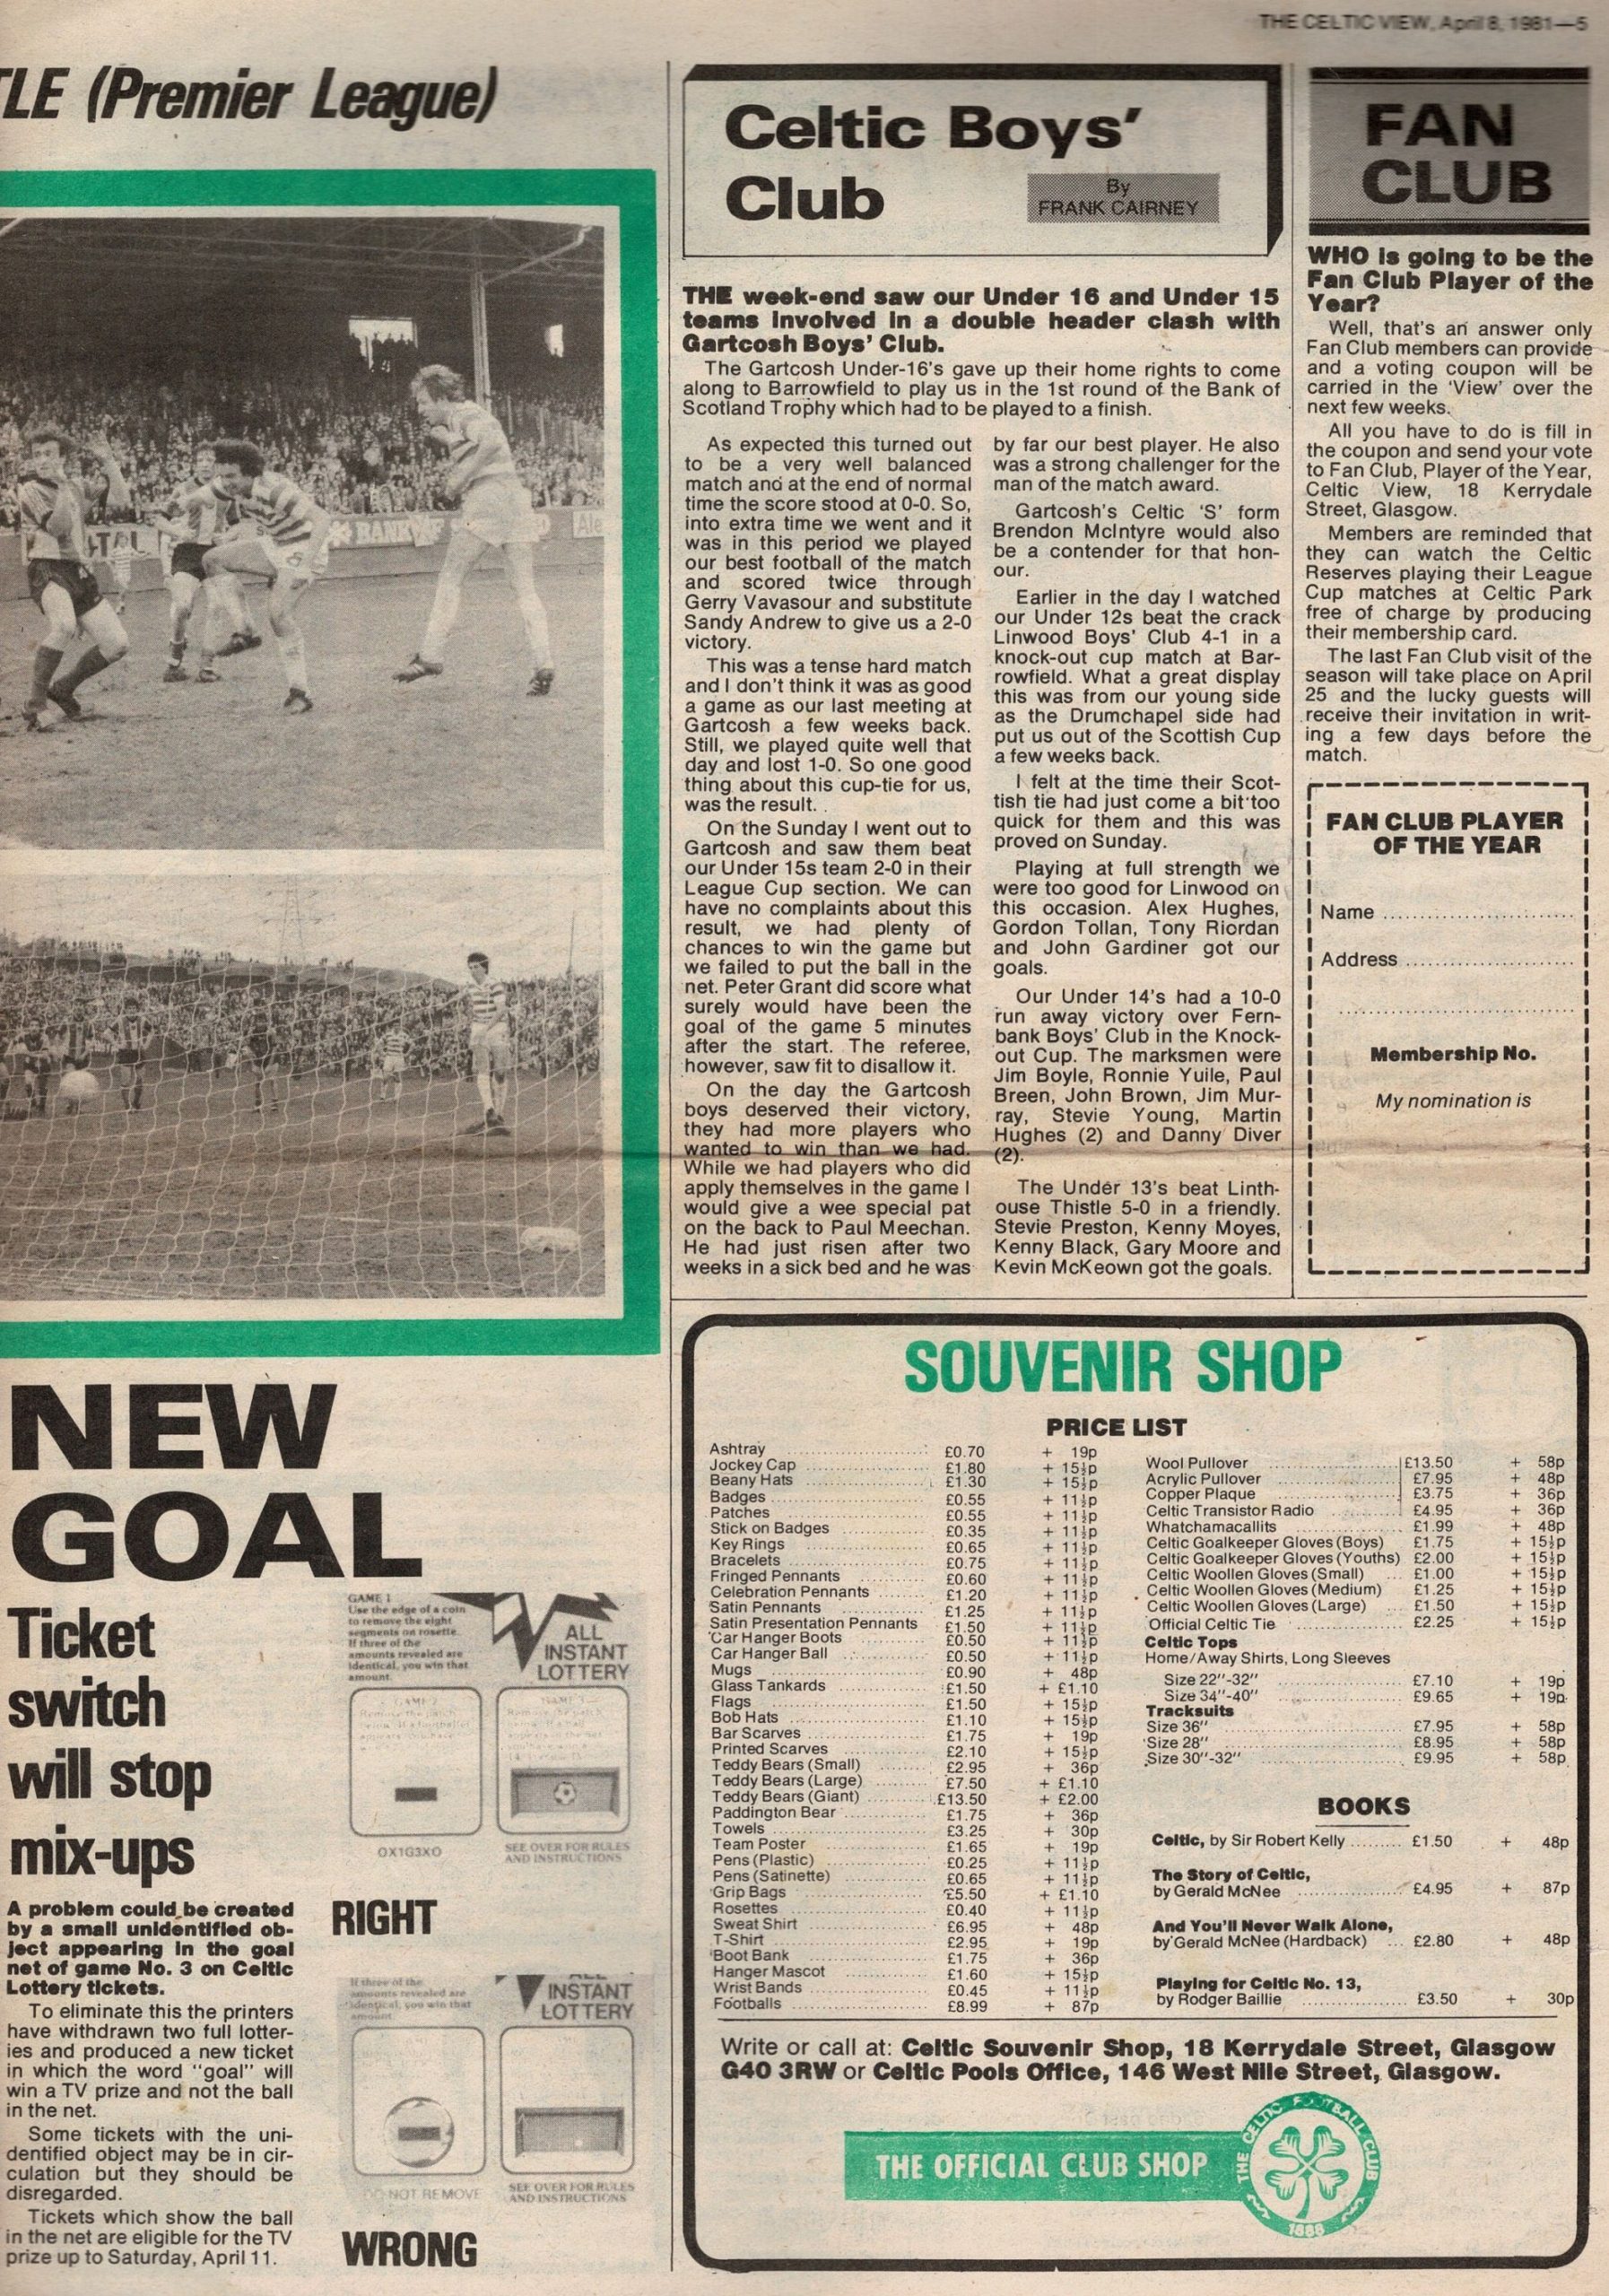 THE CELTIC VIEW, April 8, 1981—5
TLE (Premier League)
Celtic Boys'
Club
By
FRANK CAIRNEY
THE week-end saw our Under 16 and Under 15
teams involved in a double header clash with
Gartcosh Boys' Club.
The Gartcosh Under-16's gave up their home rights to come
along to Barrowfield to play us in the 1st round of the Bank of
Scotland Trophy which had to be played to a finish.
As expected this turned out
to be a very well balanced
match and at the end of normal
time the score stood at 0-0. So,
into extra time we went and it
was in this period we played
our best football of the match
and scored twice through
Gerry Vavasour and substitute
Sandy Andrew to give us a 2-0
victory.
This was a tense hard match
and I don't think it was as good
a game as our last meeting at
Gartcosh a few weeks back.
Still, we played quite well that
day and lost 1-0. So one good
thing about this cup-tie for us,
was the result.
On the Sunday I went out to
Gartcosh and saw them beat
our Under 15s team 2-0 in their
League Cup section. We can
have no complaints about this
result, we had plenty of
chances to win the game but
we failed to put the ball in the
net. Peter Grant did score what
surely would have been the
goal of the game 5 minutes
after the start. The referee,
however, saw fit to disallow it.
On the day the Gartcosh
boys deserved their victory,
they had more players who
wanted to win than we had.
While we had players who did
apply themselves in the game I
would give a wee special pat
on the back to Paul Meechan.
He had just risen after two
weeks in a sick bed and he was
by far our best player. He also
was a strong challenger for the
man of the match award.
Gartcosh's Celtic 'S' form
Brendon McIntyre would also
be a contender for that hon-
our.
Earlier in the day I watched
our Under 12s beat the crack
Linwood Boys' Club 4-1 in a
knock-out cup match at Bar-
rowfield. What a great display
this was from our young side
as the Drumchapel side had
put us out of the Scottish Cup
a few weeks back.
I felt at the time their Scot-
tish tie had just come a bit too
quick for them and this was
proved on Sunday.
Playing at full strength we
were too good for Linwood on
this occasion. Alex Hughes,
Gordon Tollan, Tony Riordan
and John Gardiner got our
goals.
Our Under 14's had a 10-0
run away victory over Fern-
bank Boys' Club in the Knock-
out Cup. The marksmen were
Jim Boyle, Ronnie Yuile, Paul
Breen, John Brown, Jim Mur-
ray, Stevie Young, Martin
Hughes (2) and Danny Diver
(2).
The Under 13's beat Linth-
ouse Thistle 5-0 in a friendly.
Stevie Preston, Kenny Moyes,
Kenny Black, Gary Moore and
Kevin McKeown got the goals.
FAN
CLUB
WHO is going to be the
Fan Club Player of the
Year?
Well, that's an answer only
Fan Club members can provide
and a voting coupon will be
carried in the 'View' over the
next few weeks.
All you have to do is fill in
the coupon and send your vote
to Fan Club, Player of the Year,
Celtic View, 18 Kerrydale
Street, Glasgow.
Members are reminded that
they can watch the Celtic
Reserves playing their League
Cup matches at Celtic Park
free of charge by producing
their membership card.
The last Fan Club visit of the
season will take place on April
25 and the lucky guests will
receive their invitation in writ-
ing a few days before the
match.
FAN CLUB PLAYER
OF THE YEAR
Name ............................
Address .........................
...................................
Membership No.
My nomination is
NEW
GOAL
Ticket
switch
will stop
mix-ups
A problem could be created
by a small unidentified ob-
ject appearing in the goal
net of game No. 3 on Celtic
Lottery tickets.
To eliminate this the printers
have withdrawn two full lotter-
ies and produced a new ticket
in which the word "goal" will
win a TV prize and not the ball
in the net.
Some tickets with the uni-
dentified object may be in cir-
culation but they should be
disregarded.
Tickets which show the ball
in the net are eligible for the TV
prize up to Saturday, April 11.
GAME 1
Use the edge of a coin
to remove the eight
segments on rosette.
If three of the
amounts revealed are
identical, you win that
amount.
ALL
INSTANT
LOTTERY
GAME 2
OX1G3XO
SEE OVER FOR RULES
AND INSTRUCTIONS
RIGHT
If three of the
amounts revealed are
identical, you win that
amount.
ALL
INSTANT
LOTTERY
DO NOT REMOVE
SEE OVER FOR RULES
AND INSTRUCTIONS
WRONG
SOUVENIR SHOP
PRICE LIST
Ashtray £0.70 + 19p
Jockey Cap £1.80 + 15½p
Beany Hats £1.30 + 15½p
Badges £0.55 + 11½p
Patches £0.55 + 11½p
Stick on Badges £0.35 + 11½p
Key Rings £0.65 + 11½p
Bracelets £0.75 + 11½p
Fringed Pennants £0.60 + 11½p
Celebration Pennants £1.20 + 11½p
Satin Pennants £1.25 + 11½p
Satin Presentation Pennants £1.50 + 11½p
Car Hanger Boots £0.50 + 11½p
Car Hanger Ball £0.50 + 11½p
Mugs £0.90 + 48p
Glass Tankards £1.50 + £1.10
Flags £1.50 + 15½p
Bob Hats £1.10 + 15½p
Bar Scarves £1.75 + 19p
Printed Scarves £2.10 + 15½p
Teddy Bears (Small) £2.95 + 36p
Teddy Bears (Large) £7.50 + £1.10
Teddy Bears (Giant) £13.50 + £2.00
Paddington Bear £1.75 + 36p
Towels £3.25 + 30p
Team Poster £1.65 + 19p
Pens (Plastic) £0.25 + 11½p
Pens (Satinette) £0.65 + 11½p
Grip Bags £5.50 + £1.10
Rosettes £0.40 + 11½p
Sweat Shirt £6.95 + 48p
T-Shirt £2.95 + 19p
Boot Bank £1.75 + 36p
Hanger Mascot £1.60 + 15½p
Wrist Bands £0.45 + 11½p
Footballs £8.99 + 87p
Wool Pullover £13.50 + 58p
Acrylic Pullover £7.95 + 48p
Copper Plaque £3.75 + 36p
Celtic Transistor Radio £4.95 + 36p
Whatchamacallits £1.99 + 48p
Celtic Goalkeeper Gloves (Boys) £1.75 + 15½p
Celtic Goalkeeper Gloves (Youths) £2.00 + 15½p
Celtic Woollen Gloves (Small) £1.00 + 15½p
Celtic Woollen Gloves (Medium) £1.25 + 15½p
Celtic Woollen Gloves (Large) £1.50 + 15½p
Official Celtic Tie £2.25 + 15½p
Celtic Tops
Home/Away Shirts, Long Sleeves
Size 22"-32" £7.10 + 19p
Size 34"-40" £9.65 + 19p
Tracksuits
Size 36" £7.95 + 58p
Size 28" £8.95 + 58p
Size 30"-32" £9.95 + 58p
BOOKS
Celtic, by Sir Robert Kelly £1.50 + 48p
The Story of Celtic,
by Gerald McNee £4.95 + 87p
And You'll Never Walk Alone,
by Gerald McNee (Hardback) £2.80 + 48p
Playing for Celtic No. 13,
by Rodger Baillie £3.50 + 30p
Write or call at: Celtic Souvenir Shop, 18 Kerrydale Street, Glasgow
G40 3RW or Celtic Pools Office, 146 West Nile Street, Glasgow.
THE OFFICIAL CLUB SHOP
THE CELTIC FOOTBALL CLUB
1888